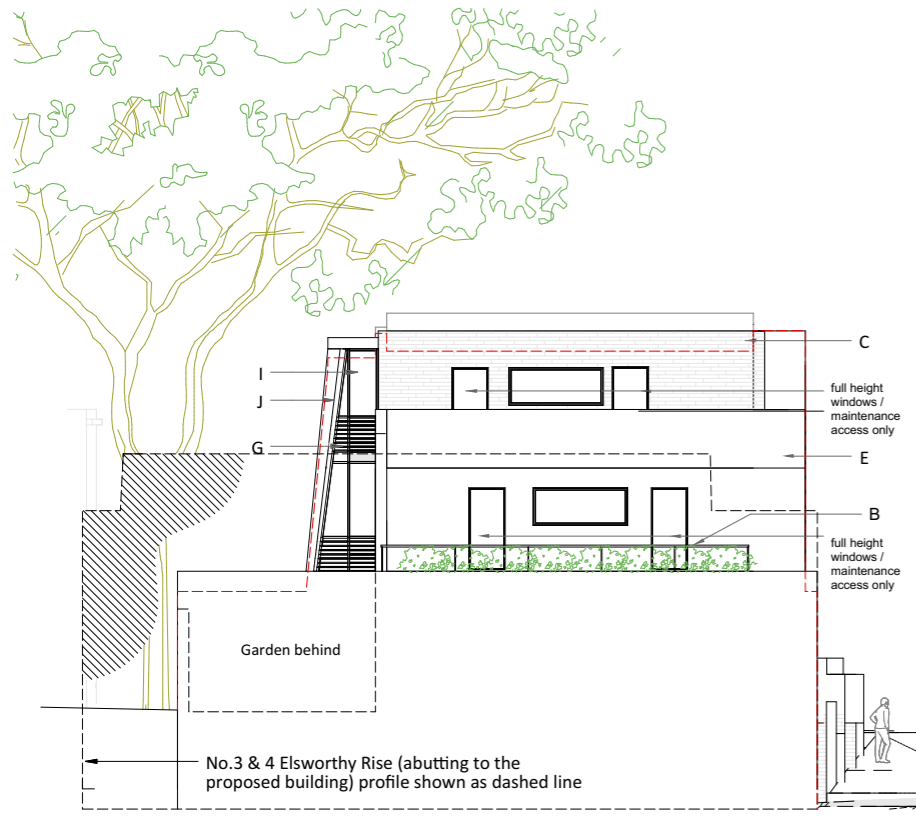 C
I
full height
windows /
maintenance
access only
J
G
E
B
full height
windows /
maintenance
access only
Garden behind
No.3 & 4 Elsworthy Rise (abutting to the
proposed building) profile shown as dashed line